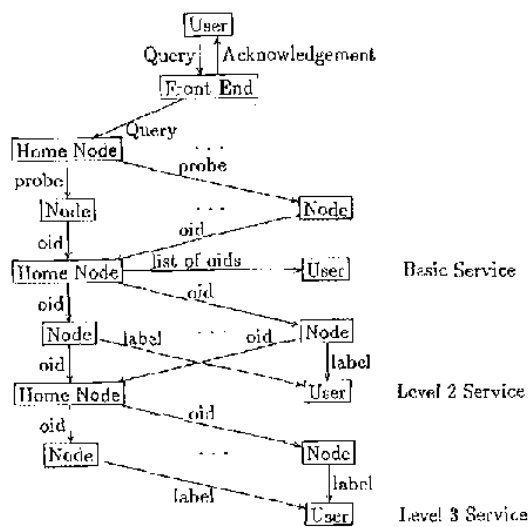 User
Query
Acknowledgement
Front End
Query
Home Node
. . .
probe
probe
Node
. . .
Node
oid
oid
Home Node
list of oids
User
Basic Service
oid
oid
Node
label
. . .
oid
Node
oid
label
Home Node
User
Level 2 Service
oid
oid
Node
. . .
Node
label
label
User
Level 3 Service